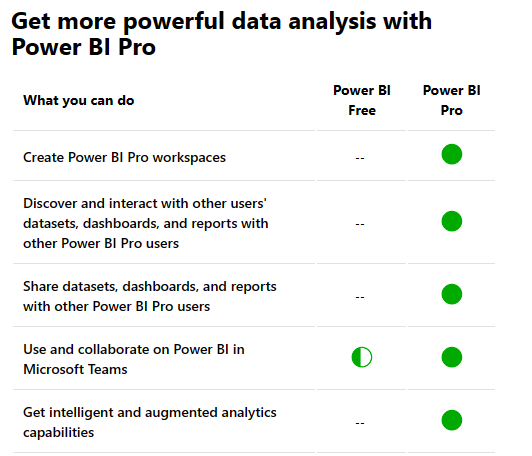 Get more powerful data analysis with
Power BI Pro
What you can do
Power BI
Free
Power BI
Pro
Create Power BI Pro workspaces
--
Discover and interact with other users'
datasets, dashboards, and reports with
other Power BI Pro users
--
Share datasets, dashboards, and reports
with other Power BI Pro users
--
Use and collaborate on Power BI in
Microsoft Teams
Get intelligent and augmented analytics
capabilities
--